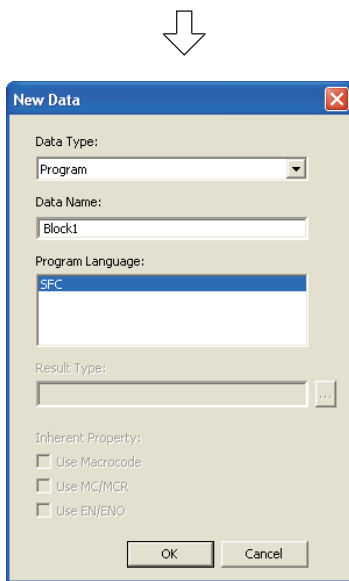 New Data
Data Type:
Program
Data Name:
Block1
Program Language:
SFC
Result Type:
...
Inherent Property:
Use Macrocode
Use MC/MCR
Use EN/ENO
OK Cancel